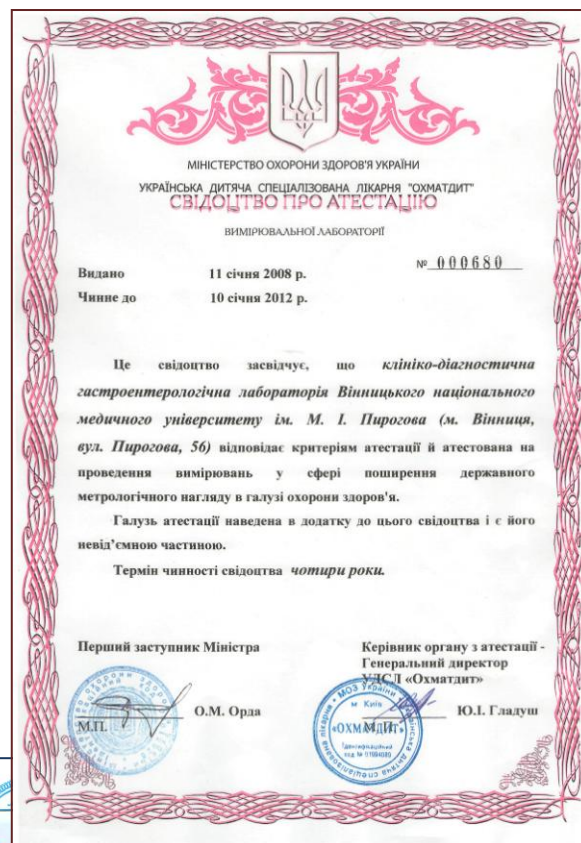 МІНІСТЕРСТВО ОХОРОНИ ЗДОРОВ'Я УКРАЇНИ
УКРАЇНСЬКА ДИТЯЧА СПЕЦІАЛІЗОВАНА ЛІКАРНЯ "ОХМАТДИТ"
СВІДОЦТВО ПРО АТЕСТАЦІЮ
ВИМІРЮВАЛЬНОЇ ЛАБОРАТОРІЇ
№ 000680
Видано 11 січня 2008 р.
Чинне до 10 січня 2012 р.
Це свідоцтво засвідчує, що клініко-діагностична
гастроентерологічна лабораторія Вінницького національного
медичного університету ім. М. І. Пирогова (м. Вінниця,
вул. Пирогова, 56) відповідає критеріям атестації й атестована на
проведення вимірювань у сфері поширення державного
метрологічного нагляду в галузі охорони здоров'я.
Галузь атестації наведена в додатку до цього свідоцтва і є його
невід'ємною частиною.
Термін чинності свідоцтва чотири роки.
Перший заступник Міністра
М.П.
О.М. Орда
Керівник органу з атестації -
Генеральний директор
УДСЛ «Охматдит»
Ю.І. Гладуш
М.П.
МОЗ України
м Київ
«ОХМАТДИТ»
Ідентифікаційний